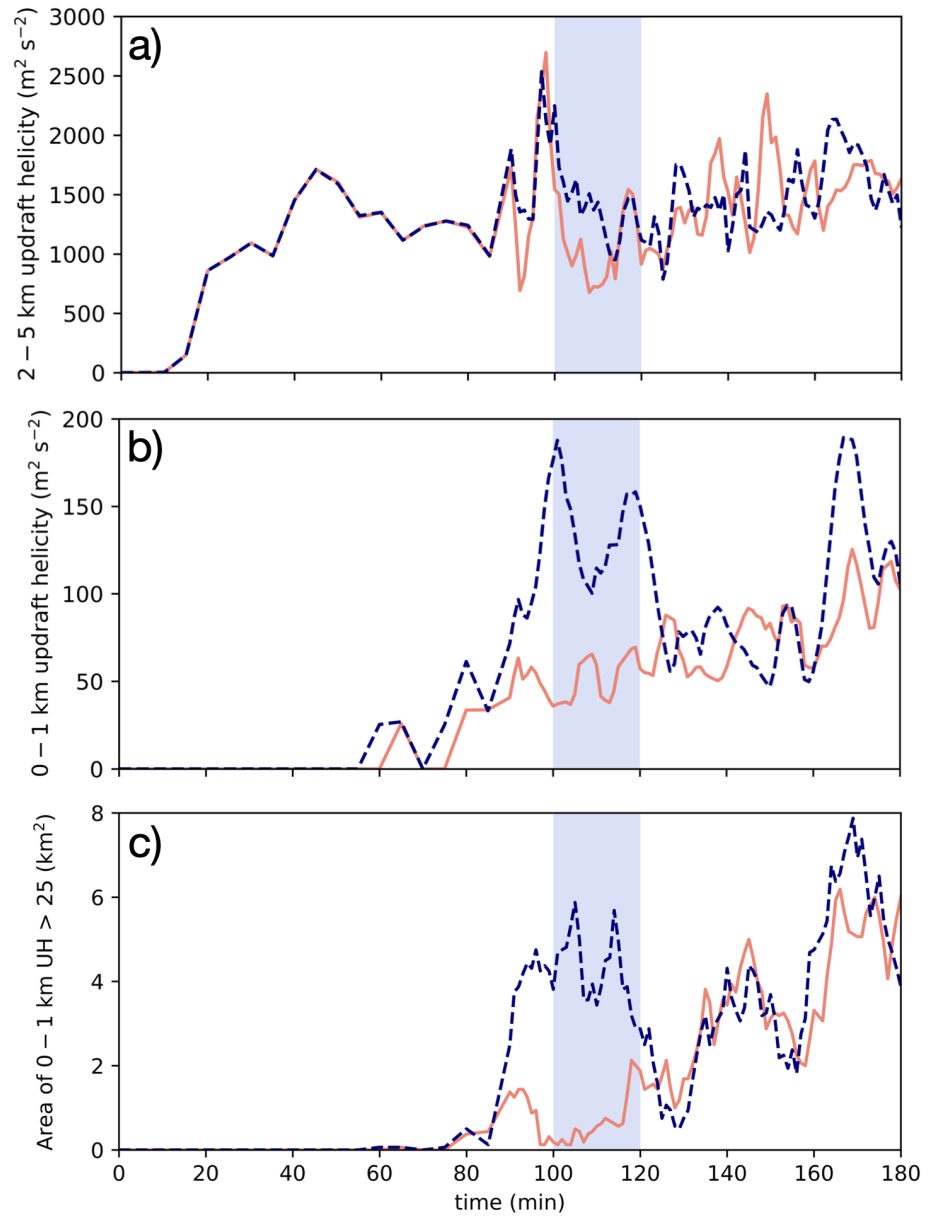 a)
2 − 5 km updraft helicity (m² s⁻²)
3000
2500
2000
1500
1000
500
0
b)
0 − 1 km updraft helicity (m² s⁻²)
200
150
100
50
0
c)
Area of 0 − 1 km UH > 25 (km²)
8
6
4
2
0
0 20 40 60 80 100 120 140 160 180
time (min)